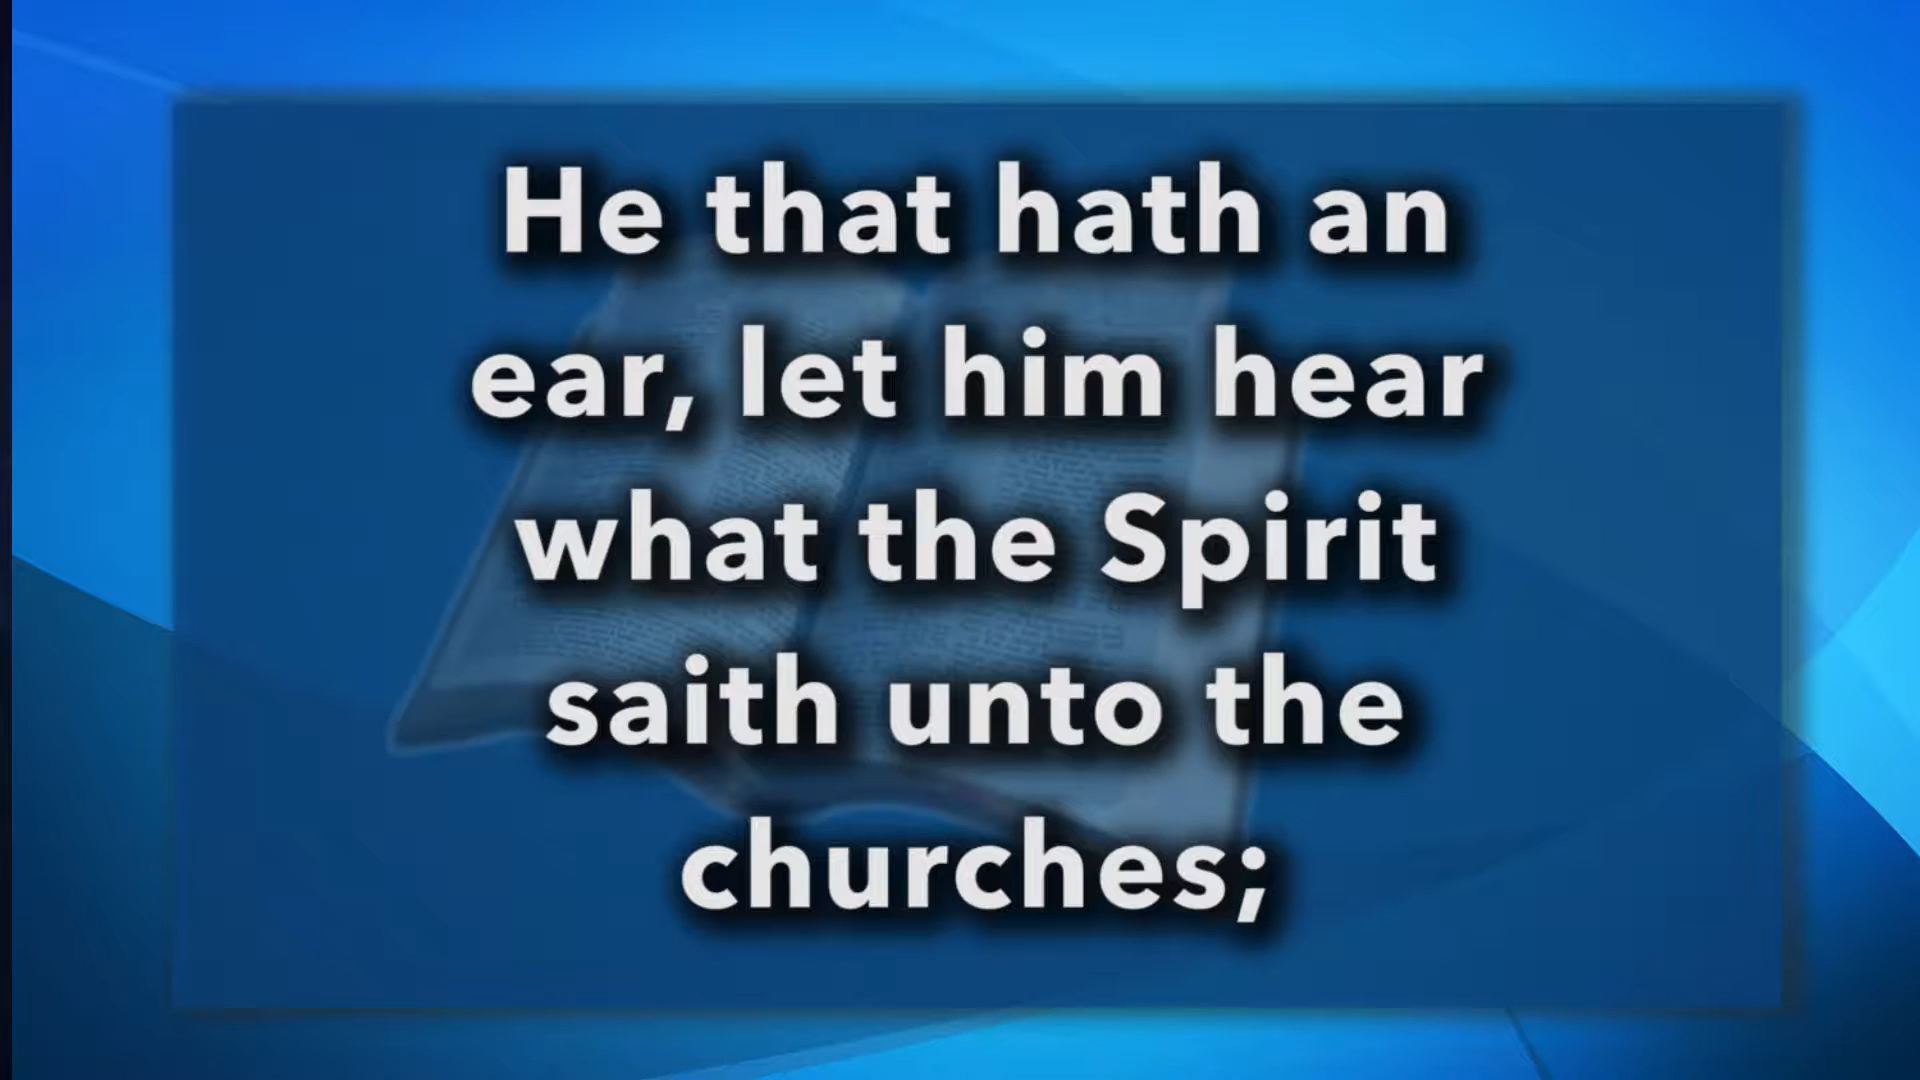 He that hath an
ear, let him hear
what the Spirit
saith unto the
churches;